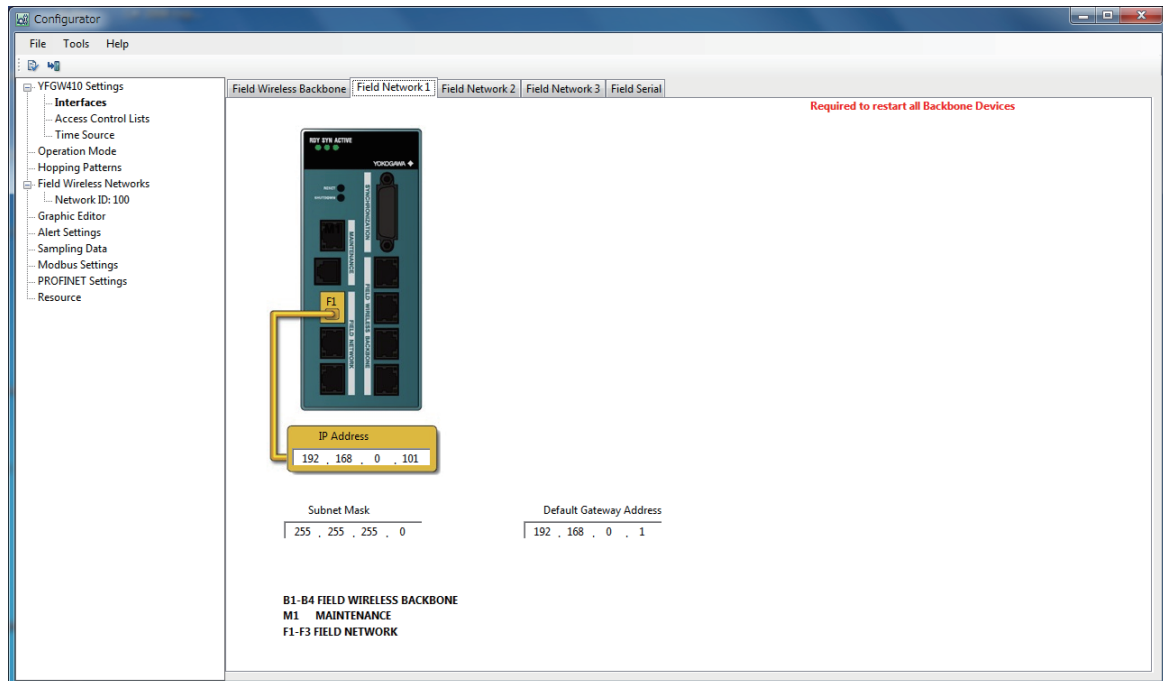 Configurator
File Tools Help
YFGW410 Settings
Interfaces
Access Control Lists
Time Source
Operation Mode
Hopping Patterns
Field Wireless Networks
Network ID: 100
Graphic Editor
Alert Settings
Sampling Data
Modbus Settings
PROFINET Settings
Resource
Field Wireless Backbone Field Network 1 Field Network 2 Field Network 3 Field Serial
Required to restart all Backbone Devices
RDY SYN ACTIVE
YOKOGAWA
RESET
SHUTDOWN
SYNCHRONIZATION
MAINTENANCE
F1
FIELD NETWORK
FIELD WIRELESS BACKBONE
IP Address
192 . 168 . 0 . 101
Subnet Mask
255 . 255 . 255 . 0
Default Gateway Address
192 . 168 . 0 . 1
B1-B4 FIELD WIRELESS BACKBONE
M1 MAINTENANCE
F1-F3 FIELD NETWORK